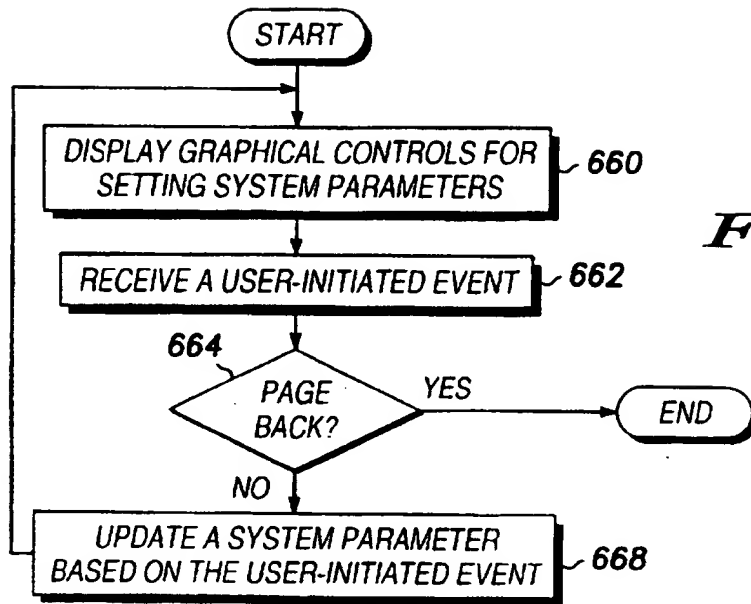 START
DISPLAY GRAPHICAL CONTROLS FOR
SETTING SYSTEM PARAMETERS
660
RECEIVE A USER-INITIATED EVENT
662
F
664
PAGE
BACK?
YES
END
NO
UPDATE A SYSTEM PARAMETER
BASED ON THE USER-INITIATED EVENT
668